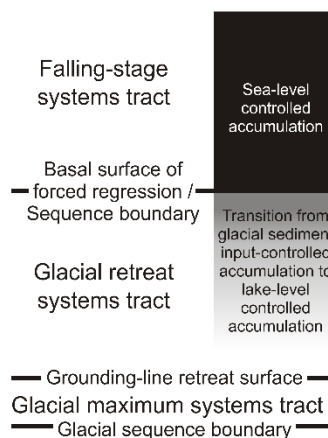 Falling-stage
systems tract
Sea-level
controlled
accumulation
Basal surface of
forced regression /
Sequence boundary
Transition from
glacial sediment
input-controlled
accumulation to
lake-level
controlled
accumulation
Glacial retreat
systems tract
Grounding-line retreat surface
Glacial maximum systems tract
Glacial sequence boundary